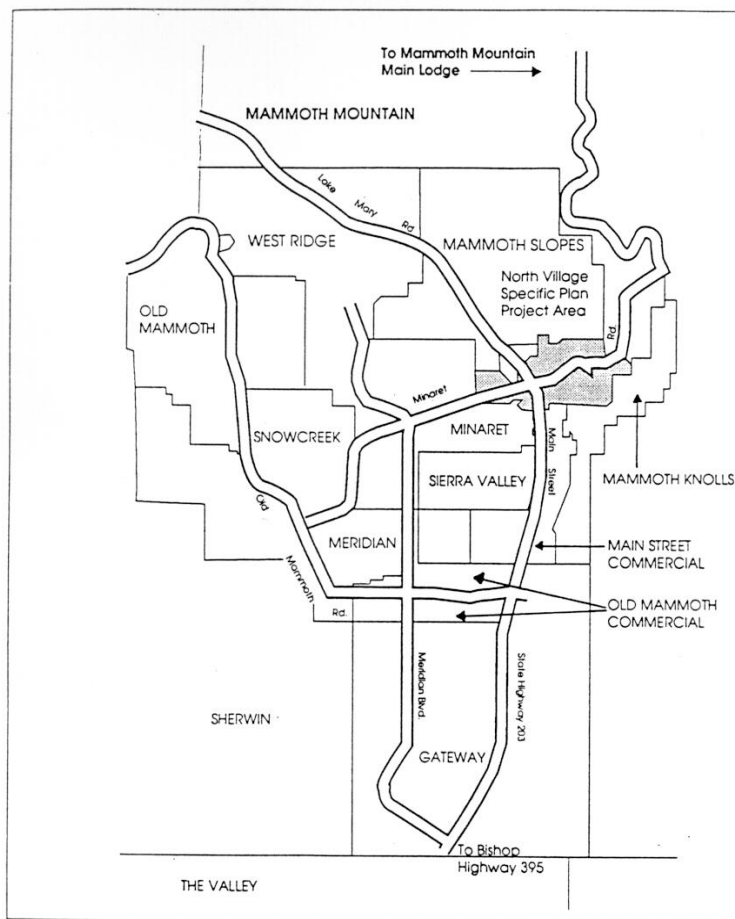 To Mammoth Mountain
Main Lodge
MAMMOTH MOUNTAIN
Lake Mary Rd
WEST RIDGE
MAMMOTH SLOPES
North Village
Specific Plan
Project Area
OLD
MAMMOTH
Rd.
Minaret
SNOWCREEK
MINARET
Main Street
SIERRA VALLEY
MAMMOTH KNOLLS
Old Mammoth Rd.
MERIDIAN
MAIN STREET
COMMERCIAL
OLD MAMMOTH
COMMERCIAL
Meridian Blvd.
State Highway 203
SHERWIN
GATEWAY
To Bishop
Highway 395
THE VALLEY